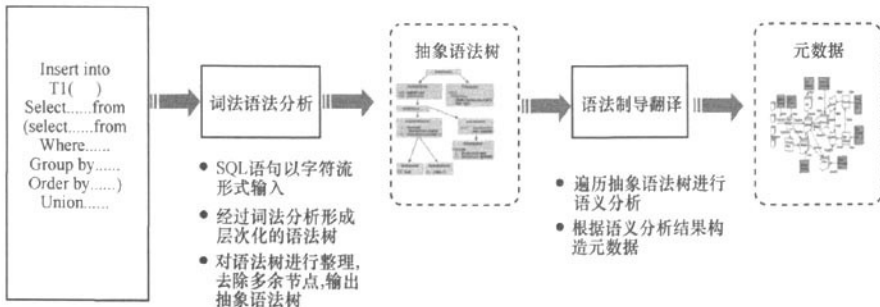 Insert into
T1( )
Select......from
(select......from
Where......
Group by......
Order by......)
Union......
词法语法分析
● SQL语句以字符流
形式输入
● 经过词法分析形成
层次化的语法树
● 对语法树进行整理,
去除多余节点,输出
抽象语法树
抽象语法树
语法制导翻译
● 遍历抽象语法树进行
语义分析
● 根据语义分析结果构
造元数据
元数据